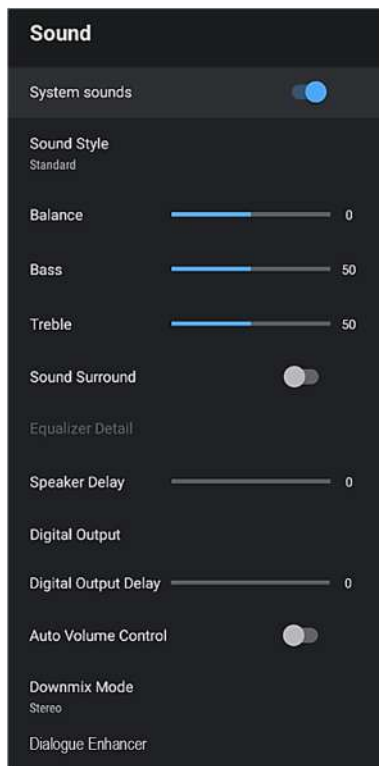 Sound
System sounds
Sound Style
Standard
Balance 0
Bass 50
Treble 50
Sound Surround
Equalizer Detail
Speaker Delay 0
Digital Output
Digital Output Delay 0
Auto Volume Control
Downmix Mode
Stereo
Dialogue Enhancer